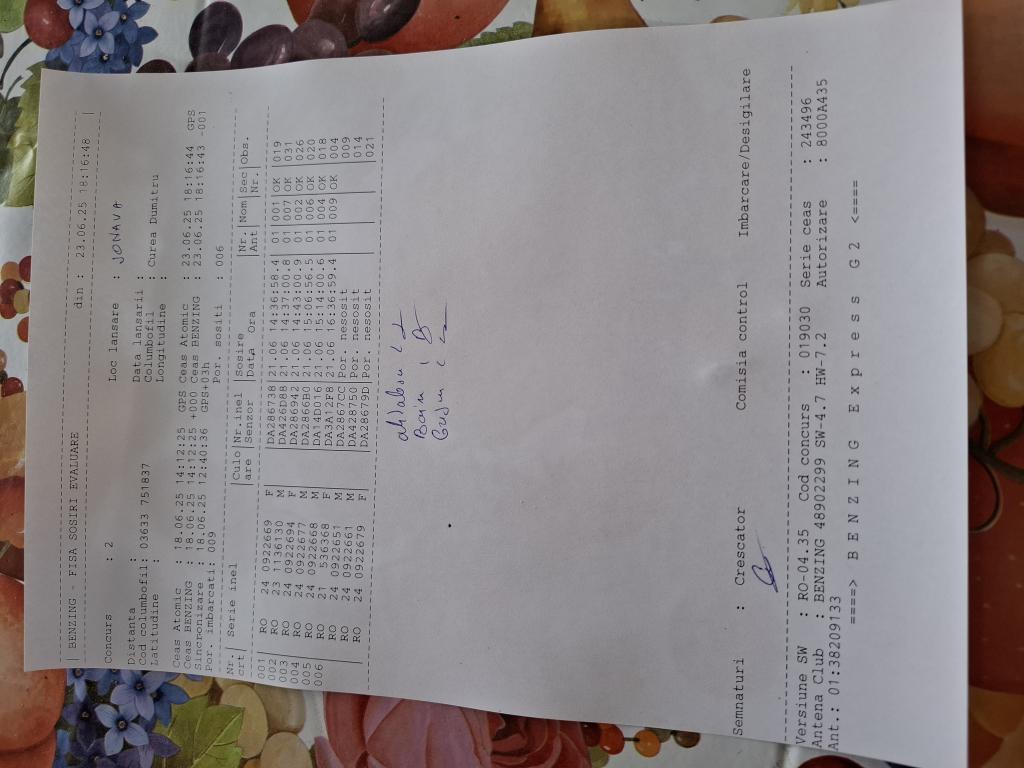 | BENZING - FISA SOSIRI EVALUARE din : 23.06.25 18:16:48 |
Concurs : 2 Loc lansare : JONAVA
Distanta : Data lansarii :
Cod columbofil: 03633 751837 Columbofil : Curea Dumitru
Latitudine : Longitudine :
Ceas Atomic : 18.06.25 14:12:25 GPS Ceas Atomic : 23.06.25 18:16:44 GPS
Ceas BENZING : 18.06.25 14:12:25 +000 Ceas BENZING : 23.06.25 18:16:43 -001
Sincronizare : 18.06.25 12:40:36 GPS+03h
Por. imbarcati: 009 Por. sositi : 006
Nr.| Serie inel |Culo|Nr.inel |Sosire |Nr.|Nom|Sec|Obs.
crt| |are |Senzor |Data Ora |Ant| |Nr.|
001 | RO 24 0922669 F | |DA286738|21.06 14:36:58.4| 01 |001|OK |019
002 | RO 23 1136130 M | |DA426B88|21.06 14:37:00.8| 01 |007|OK |031
003 | RO 24 0922694 F | |DA286642|21.06 14:43:00.9| 01 |002|OK |026
004 | RO 24 0922677 M | |DA2866B0|21.06 15:06:56.5| 01 |006|OK |020
005 | RO 24 0922668 M | |DA14D016|21.06 15:14:00.6| 01 |004|OK |018
006 | RO 21 536368 F | |DA3A12F8|21.06 16:36:59.4| 01 |009|OK |004
| RO 24 0922651 M | |DA2867CC|Por. nesosit |009
| RO 24 0922661 M | |DA428750|Por. nesosit |014
| RO 24 0922679 F | |DA28679D|Por. nesosit |021
Semnaturi : Crescator Comisia control Imbarcare/Desigilare
Versiune SW : RO-04.35 Cod concurs : 019030 Serie ceas : 243496
Antena Club : BENZING 48902299 SW-4.7 HW-7.2 Autorizare : 8000A435
Ant.: 01:38209133
====> B E N Z I N G E x p r e s s G 2 <====